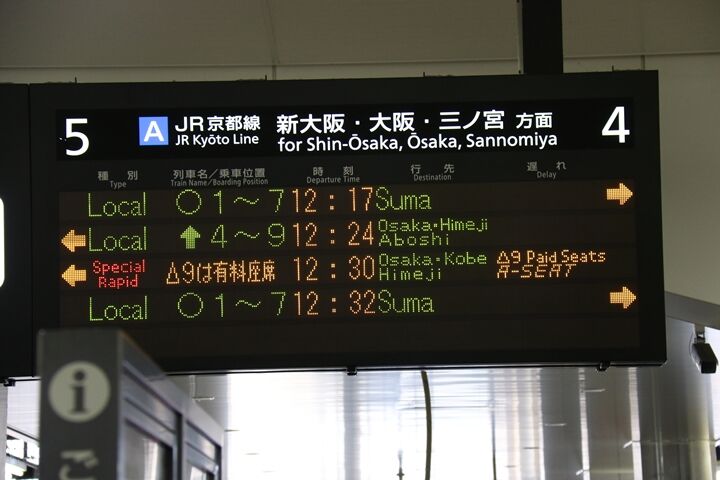 5 A JR京都線 新大阪・大阪・三ノ宮 方面 4
JR Kyōto Line for Shin-Ōsaka, Ōsaka, Sannomiya
種別 列車名/乗車位置 時刻 行先 遅れ
Type Train Name/Boarding Position Departure Time Destination Delay
Local ○1～7 12:17 Suma →
← Local ↑4～9 12:24 Osaka・Himeji Aboshi
← Special Rapid △9は有料座席 12:30 Osaka・Kobe Himeji △9 Paid Seats A-SEAT
Local ○1～7 12:32 Suma →
i
ご